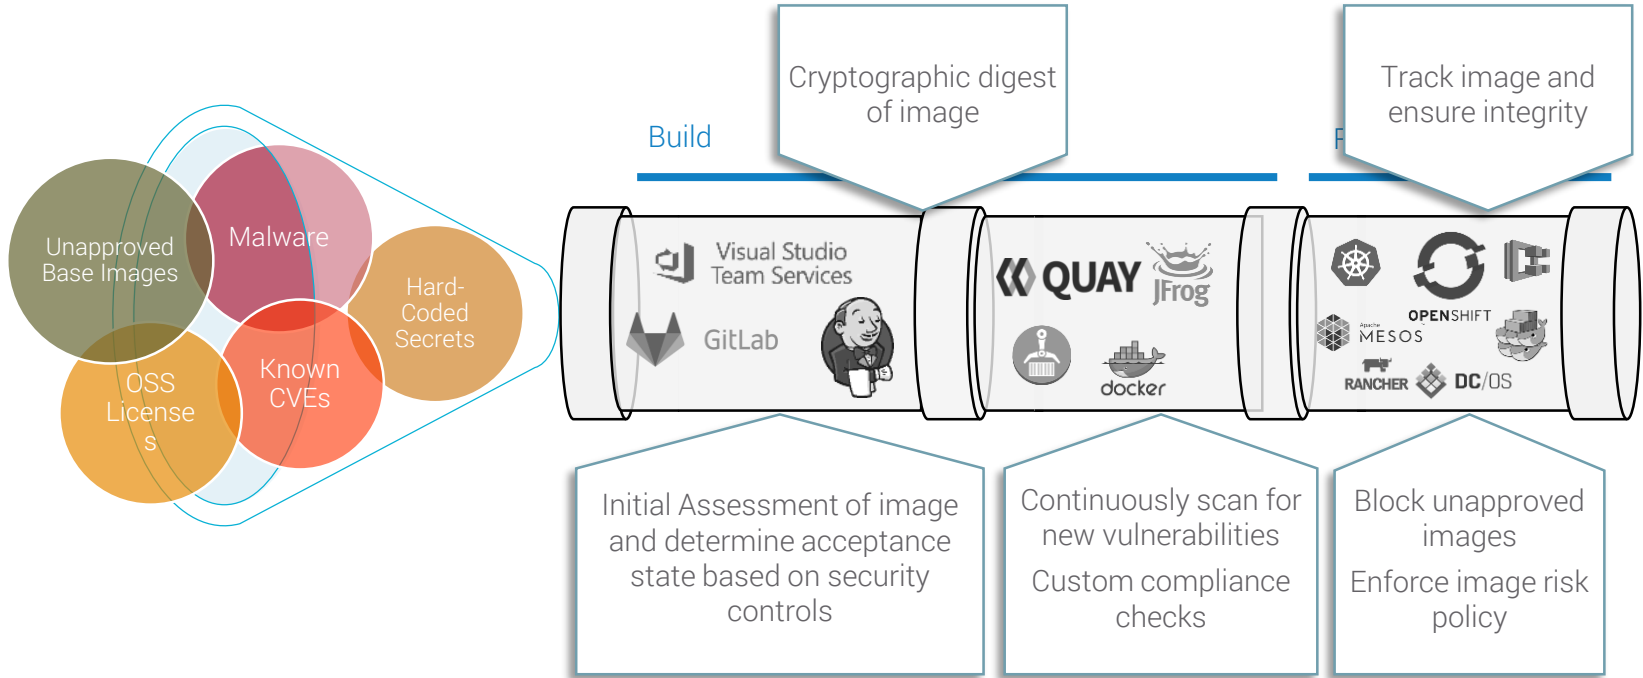 Cryptographic digest
of image
Track image and
ensure integrity
Build
Unapproved
Base Images
Malware
Hard-
Coded
Secrets
OSS
License
s
Known
CVEs
Visual Studio
Team Services
GitLab
QUAY
JFrog
docker
OPENSHIFT
Apache
MESOS
RANCHER
DC/OS
Initial Assessment of image
and determine acceptance
state based on security
controls
Continuously scan for
new vulnerabilities
Custom compliance
checks
Block unapproved
images
Enforce image risk
policy